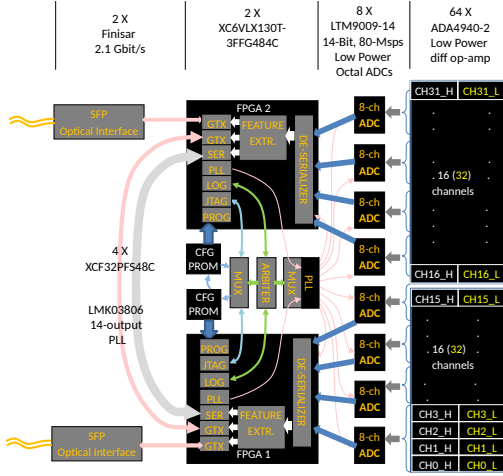 2 X
Finisar
2.1 Gbit/s
2 X
XC6VLX130T-
3FFG484C
8 X
LTM9009-14
14-Bit, 80-Msps
Low Power
Octal ADCs
64 X
ADA4940-2
Low Power
diff op-amp
SFP
Optical Interface
FPGA 2
GTX
GTX
SER
PLL
LOG
JTAG
PROG
FEATURE
EXTR.
DE-SERIALIZER
8-ch
ADC
8-ch
ADC
8-ch
ADC
8-ch
ADC
CH31_H
CH31_L
16 (32)
channels
CH16_H
CH16_L
4 X
XCF32PFS48C
LMK03806
14-output
PLL
CFG
PROM
CFG
PROM
MUX
ARBITER
MUX
PLL
8-ch
ADC
8-ch
ADC
8-ch
ADC
8-ch
ADC
CH15_H
CH15_L
16 (32)
channels
CH3_H
CH3_L
CH2_H
CH2_L
CH1_H
CH1_L
CH0_H
CH0_L
PROG
JTAG
LOG
PLL
SER
GTX
GTX
FEATURE
EXTR.
DE-SERIALIZER
FPGA 1
SFP
Optical Interface